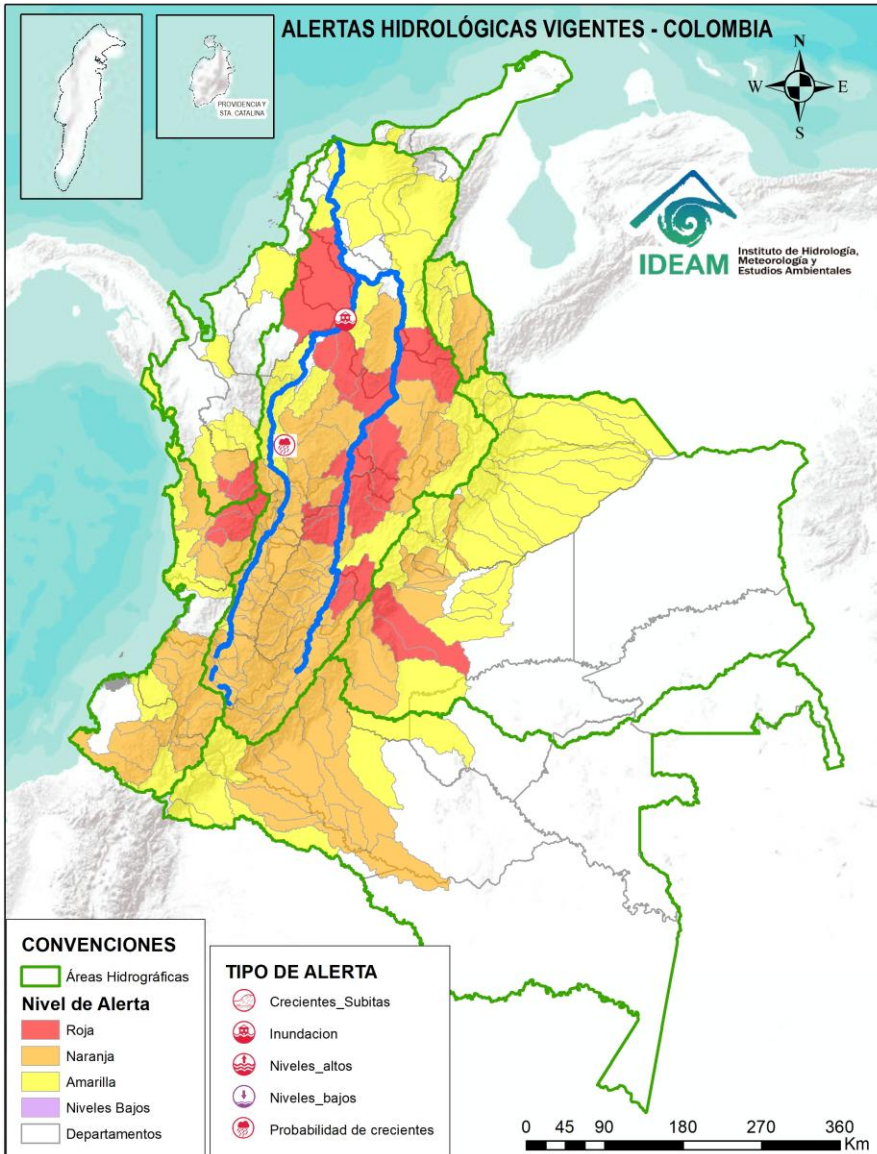 ALERTAS HIDROLÓGICAS VIGENTES - COLOMBIA
PROVIDENCIA Y
STA. CATALINA
N
W
E
S
IDEAM
Instituto de Hidrología,
Meteorología y
Estudios Ambientales
CONVENCIONES
Áreas Hidrográficas
Nivel de Alerta
Roja
Naranja
Amarilla
Niveles Bajos
Departamentos
TIPO DE ALERTA
Crecientes_Subitas
Inundacion
Niveles_altos
Niveles_bajos
Probabilidad de crecientes
0 45 90 180 270 360
Km